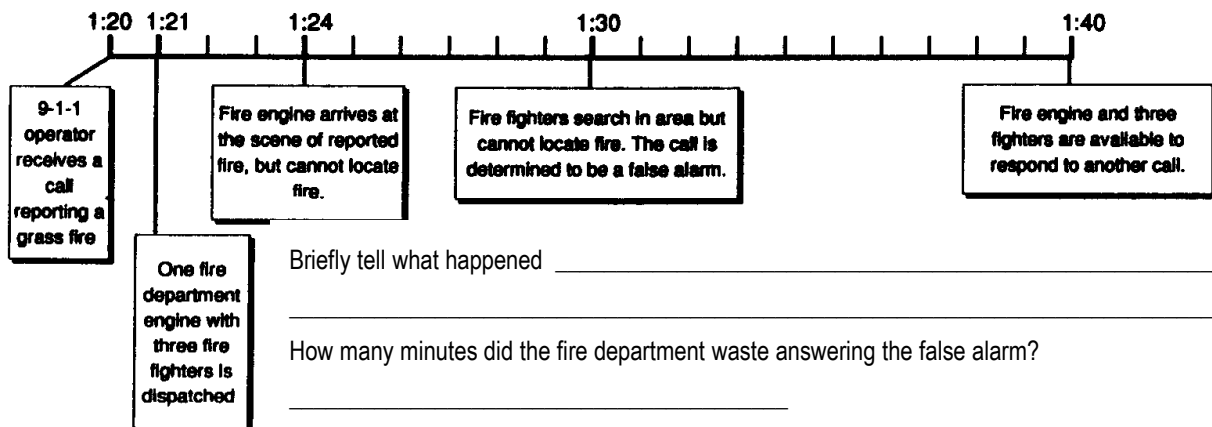 1:20 1:21 1:24 1:30 1:40
9-1-1
operator
receives a
call
reporting a
grass fire
One fire
department
engine with
three fire
fighters is
dispatched
Fire engine arrives at
the scene of reported
fire, but cannot locate
fire.
Fire fighters search in area but
cannot locate fire. The call is
determined to be a false alarm.
Fire engine and three
fighters are available to
respond to another call.
Briefly tell what happened
How many minutes did the fire department waste answering the false alarm?